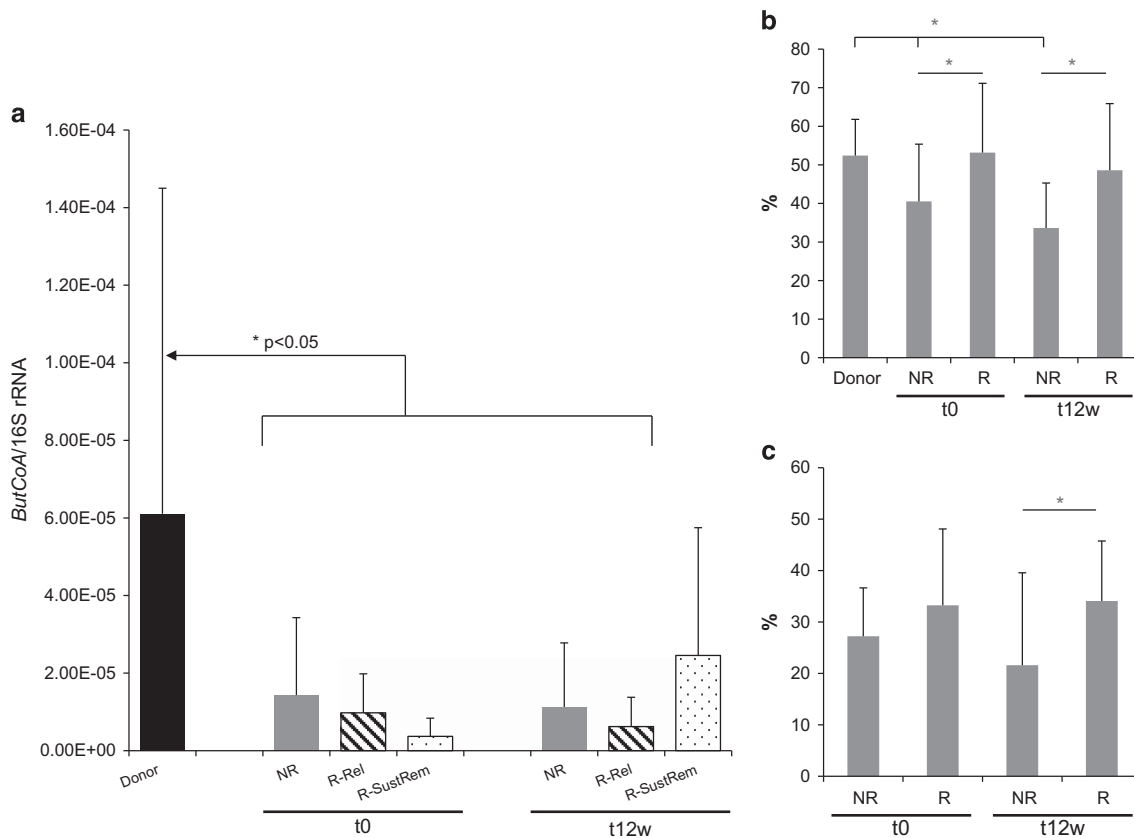 a
ButCoA/16S rRNA
1.60E-04
1.40E-04
1.20E-04
1.00E-04
8.00E-05
6.00E-05
4.00E-05
2.00E-05
0.00E+00
* p<0.05
Donor
NR
R-Rel
R-SustRem
NR
R-Rel
R-SustRem
t0
t12w
b
%
80
70
60
50
40
30
20
10
0
*
*
*
Donor
NR
R
NR
R
t0
t12w
c
%
60
50
40
30
20
10
0
*
NR
R
NR
R
t0
t12w